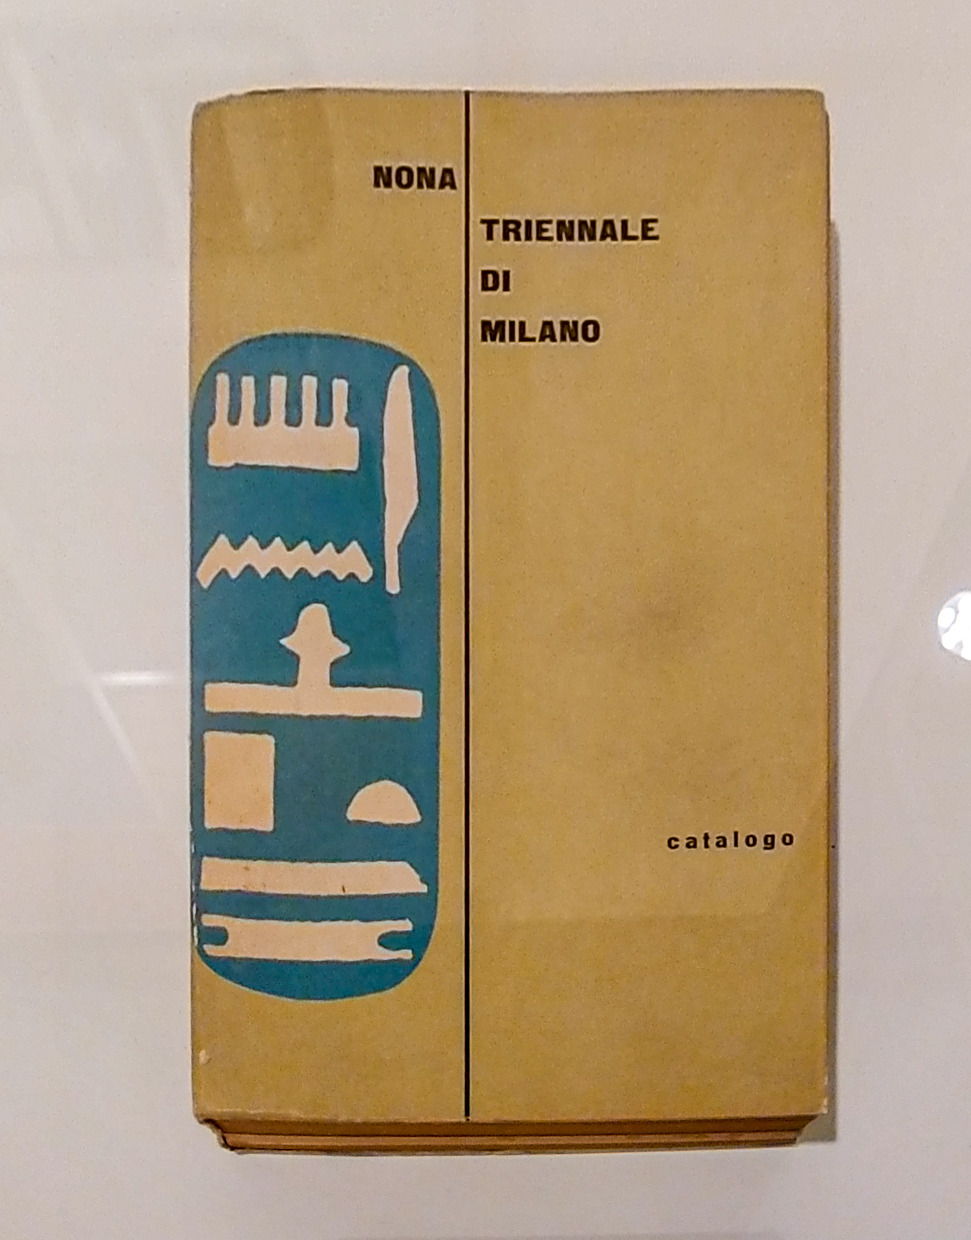 NONA
TRIENNALE
DI
MILANO
catalogo